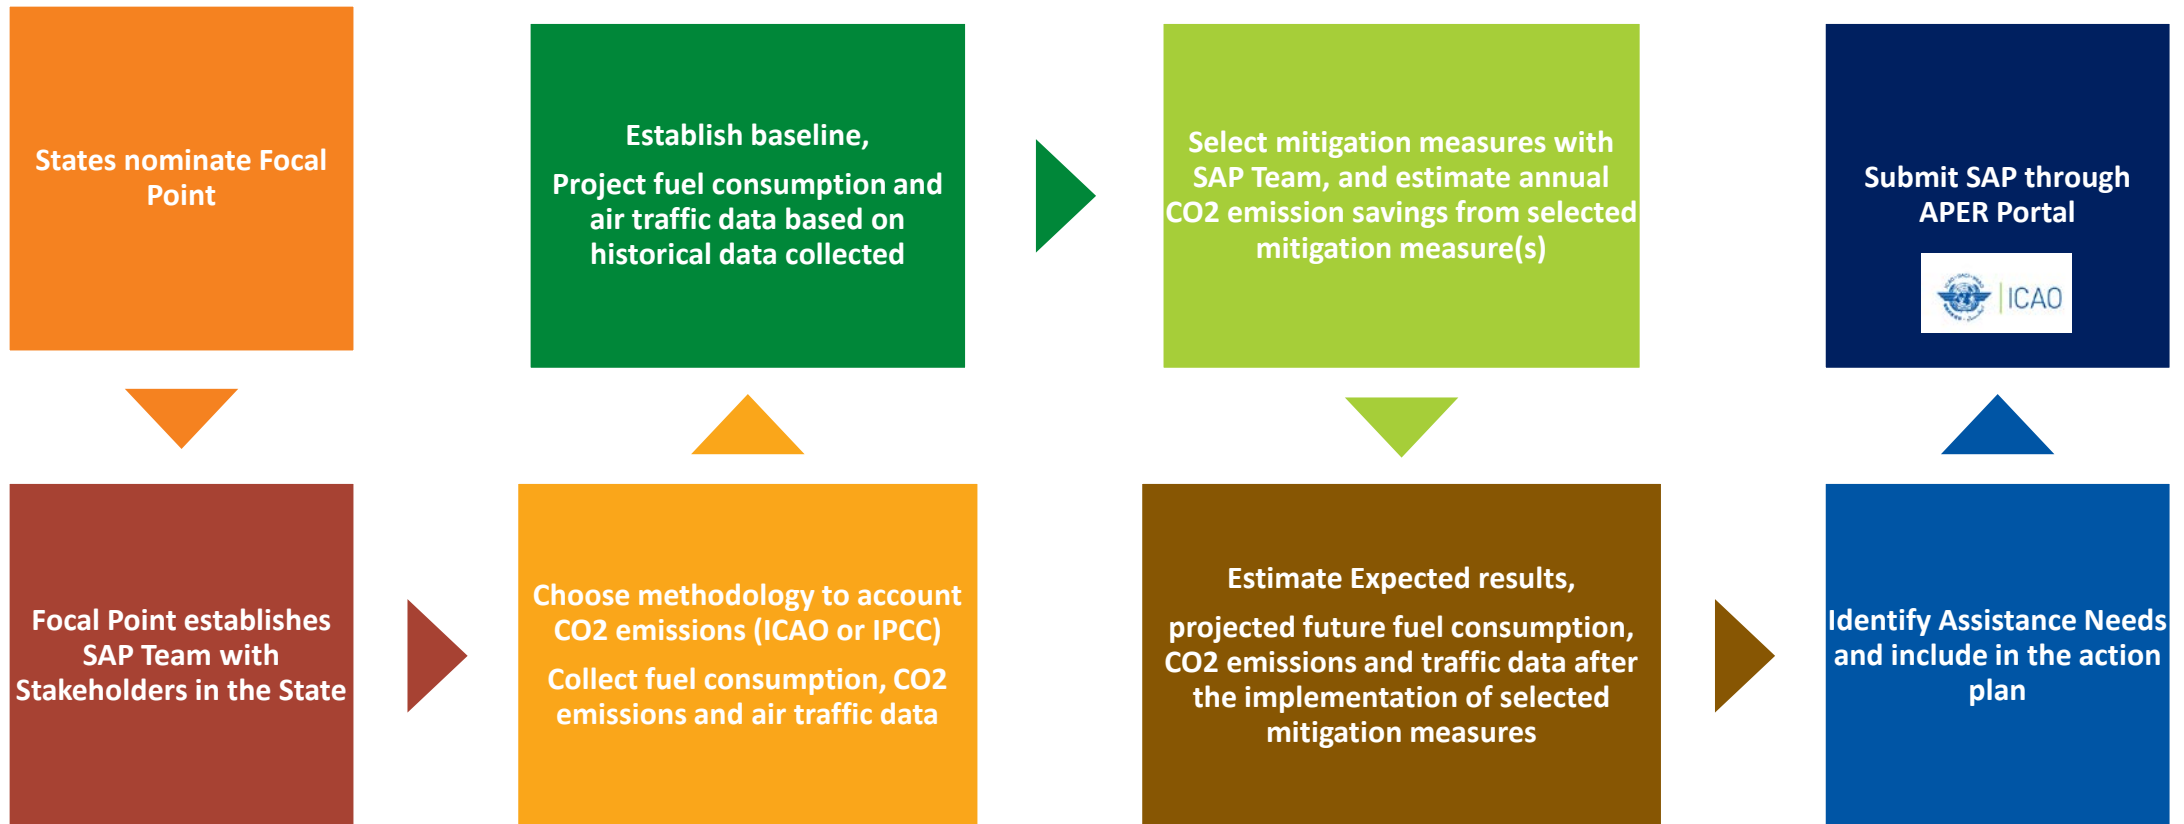 States nominate Focal
Point
Focal Point establishes
SAP Team with
Stakeholders in the State
Choose methodology to account
CO2 emissions (ICAO or IPCC)
Collect fuel consumption, CO2
emissions and air traffic data
Establish baseline,
Project fuel consumption and
air traffic data based on
historical data collected
Select mitigation measures with
SAP Team, and estimate annual
CO2 emission savings from selected
mitigation measure(s)
Estimate Expected results,
projected future fuel consumption,
CO2 emissions and traffic data after
the implementation of selected
mitigation measures
Identify Assistance Needs
and include in the action
plan
Submit SAP through
APER Portal
ICAO